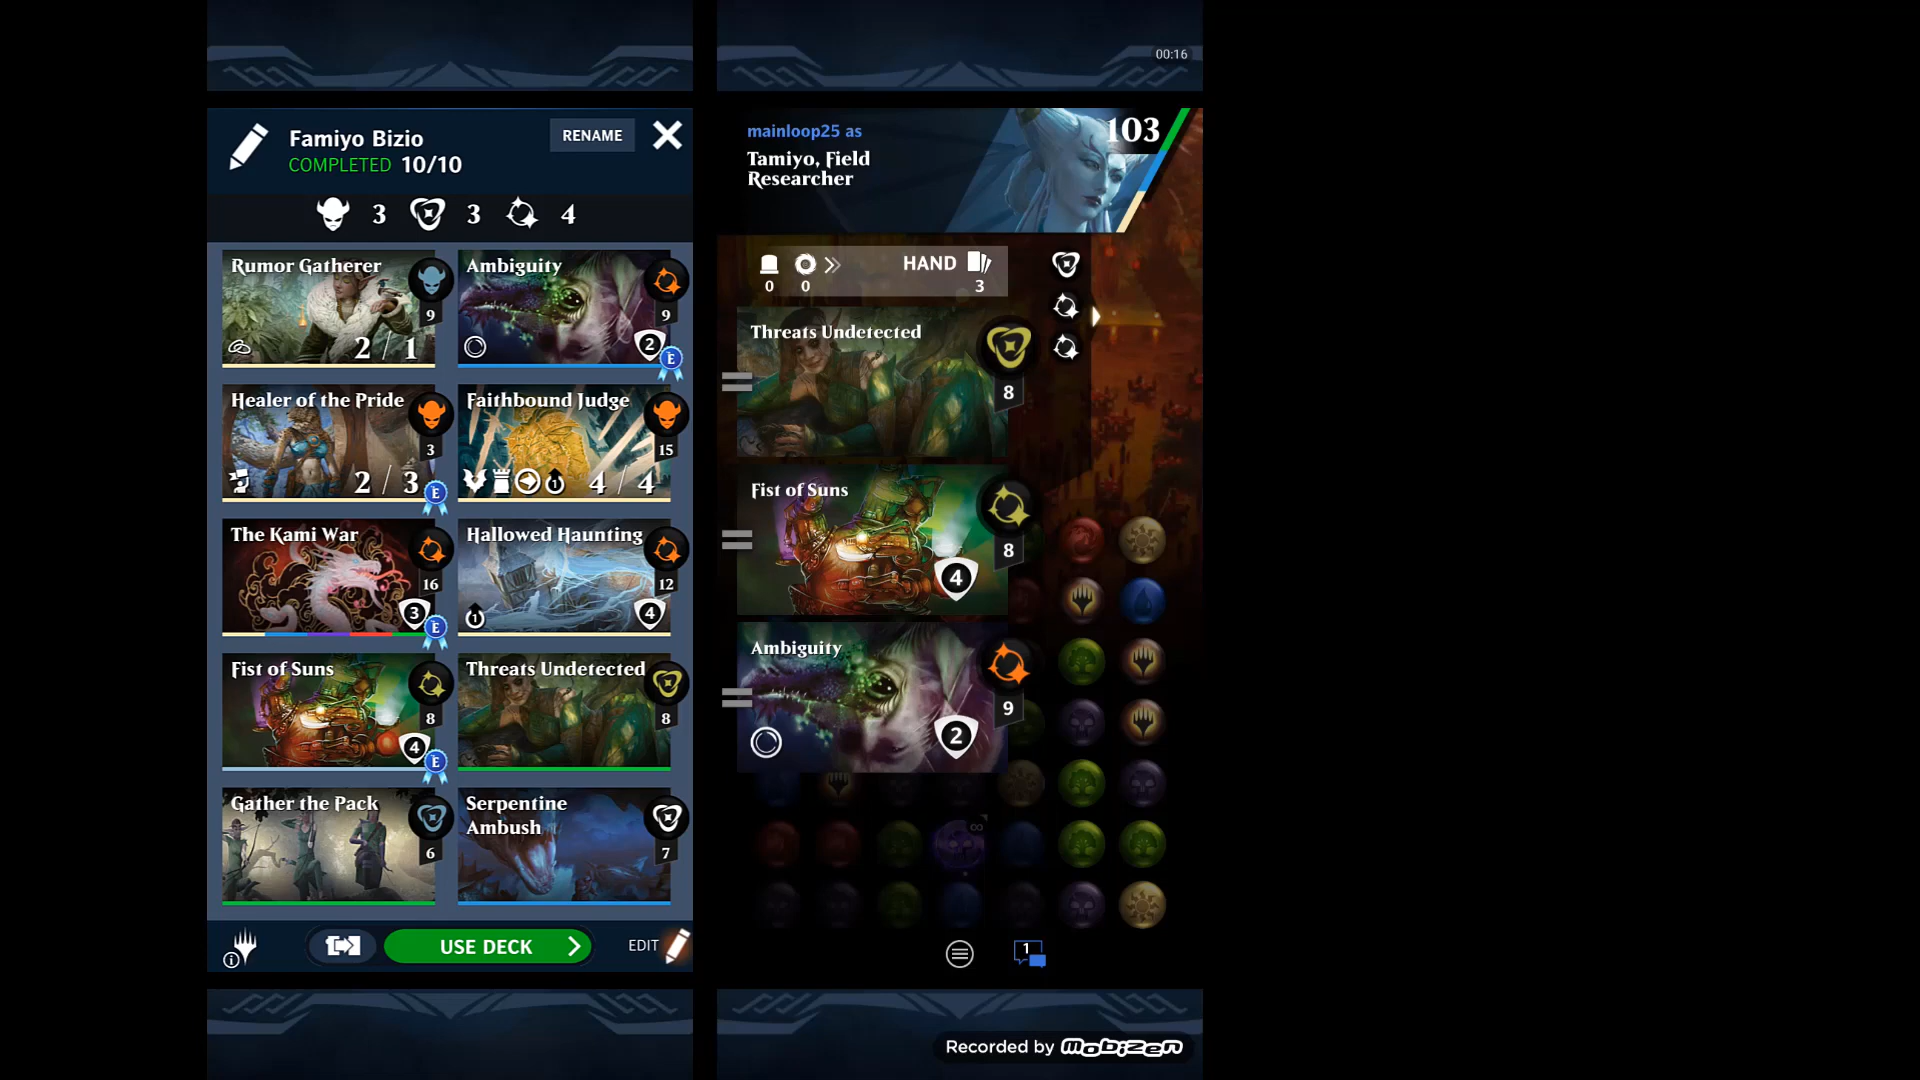 Famiyo Bizio
COMPLETED 10/10
RENAME
3
3
4
Rumor Gatherer
9
2 / 1
Ambiguity
9
2
E
Healer of the Pride
3
2 / 3
E
Faithbound Judge
15
1
4 / 4
The Kami War
16
3
E
Hallowed Haunting
12
1
4
Fist of Suns
8
4
E
Threats Undetected
8
Gather the Pack
6
Serpentine
Ambush
7
USE DECK
EDIT
00:16
mainloop25 as
Tamiyo, Field
Researcher
103
HAND
0
0
3
Threats Undetected
8
Fist of Suns
8
4
Ambiguity
9
2
∞
1
Recorded by Mobizen